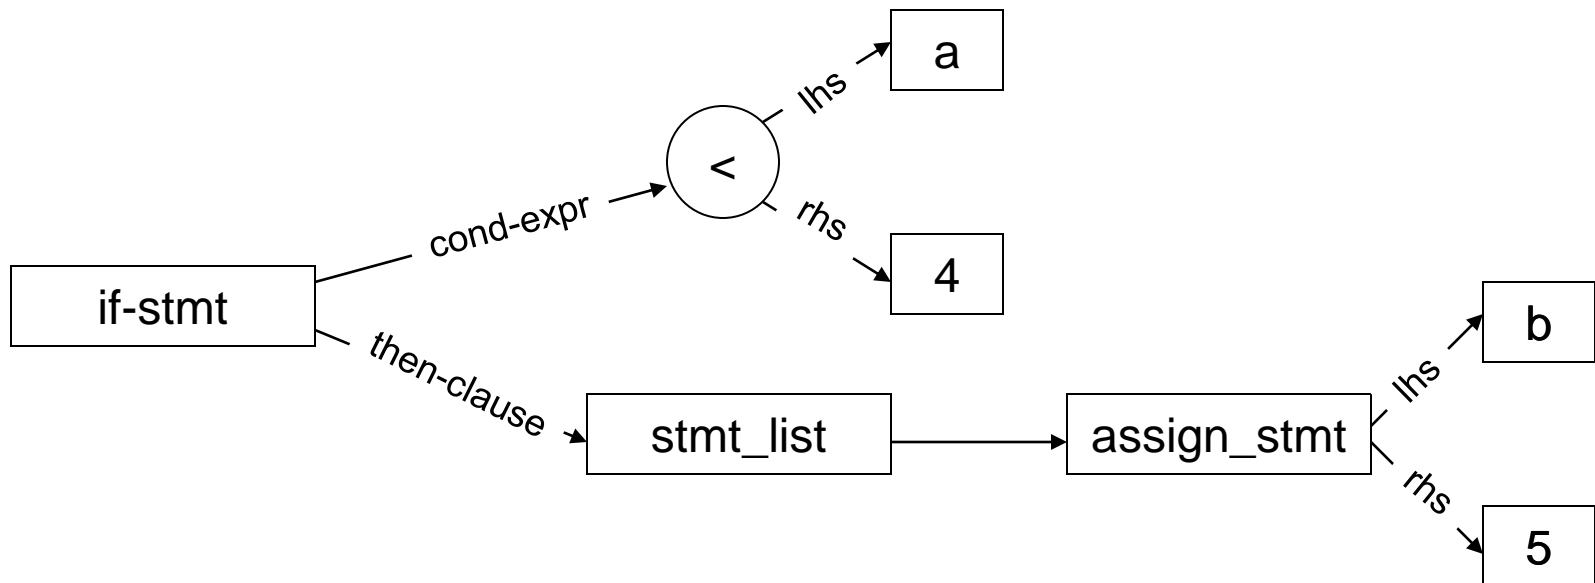 a
lhs
<
cond-expr
rhs
4
if-stmt
b
then-clause
lhs
stmt_list
assign_stmt
rhs
5